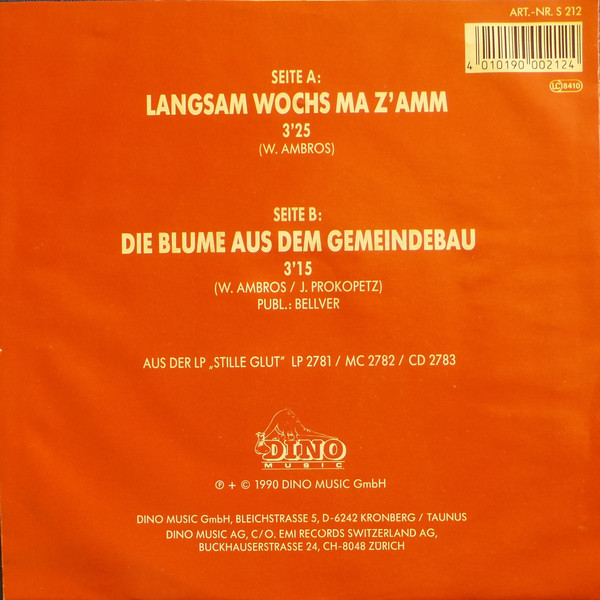 ART.-NR. S 212
4 010190 002124
LC 8410
SEITE A:
LANGSAM WOCHS MA Z'AMM
3'25
(W. AMBROS)
SEITE B:
DIE BLUME AUS DEM GEMEINDEBAU
3'15
(W. AMBROS / J. PROKOPETZ)
PUBL.: BELLVER
AUS DER LP „STILLE GLUT" LP 2781 / MC 2782 / CD 2783
DINO
MUSIC
℗ + © 1990 DINO MUSIC GmbH
DINO MUSIC GmbH, BLEICHSTRASSE 5, D-6242 KRONBERG / TAUNUS
DINO MUSIC AG, C/O. EMI RECORDS SWITZERLAND AG,
BUCKHAUSERSTRASSE 24, CH-8048 ZÜRICH